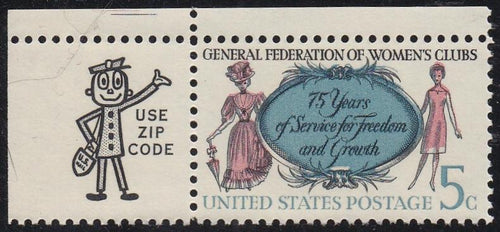 USE
ZIP
CODE
GENERAL FEDERATION OF WOMEN'S CLUBS
75 Years
of Service for Freedom
and Growth
UNITED STATES POSTAGE 5c